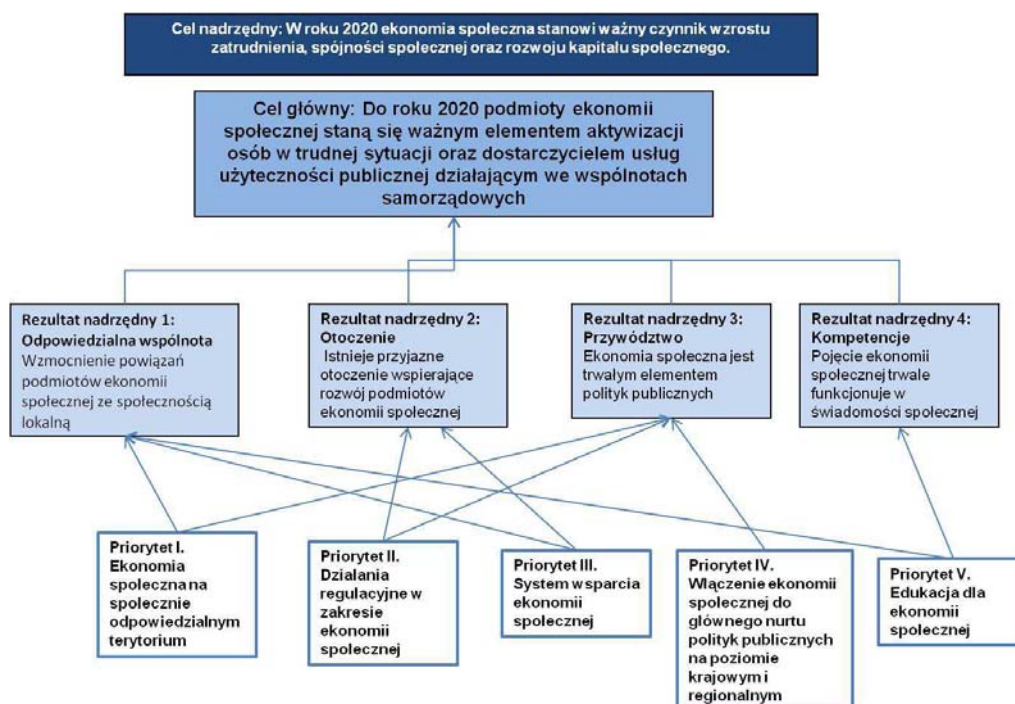 Cel nadrzędny: W roku 2020 ekonomia społeczna stanowi ważny czynnik wzrostu
zatrudnienia, spójności społecznej oraz rozwoju kapitału społecznego.
Cel główny: Do roku 2020 podmioty ekonomii
społecznej staną się ważnym elementem aktywizacji
osób w trudnej sytuacji oraz dostarczycielem usług
użyteczności publicznej działającym we wspólnotach
samorządowych
Rezultat nadrzędny 1:
Odpowiedzialna wspólnota
Wzmocnienie powiązań
podmiotów ekonomii
społecznej ze społecznością
lokalną
Rezultat nadrzędny 2:
Otoczenie
Istnieje przyjazne
otoczenie wspierające
rozwój podmiotów
ekonomii społecznej
Rezultat nadrzędny 3:
Przywództwo
Ekonomia społeczna jest
trwałym elementem
polityk publicznych
Rezultat nadrzędny 4:
Kompetencje
Pojęcie ekonomii
społecznej trwale
funkcjonuje w
świadomości społecznej
Priorytet I.
Ekonomia
społeczna na
społecznie
odpowiedzialnym
terytorium
Priorytet II.
Działania
regulacyjne w
zakresie
ekonomii
społecznej
Priorytet III.
System wsparcia
ekonomii
społecznej
Priorytet IV.
Włączenie ekonomii
społecznej do
głównego nurtu
polityk publicznych
na poziomie
krajowym i
regionalnym
Priorytet V.
Edukacja dla
ekonomii
społecznej